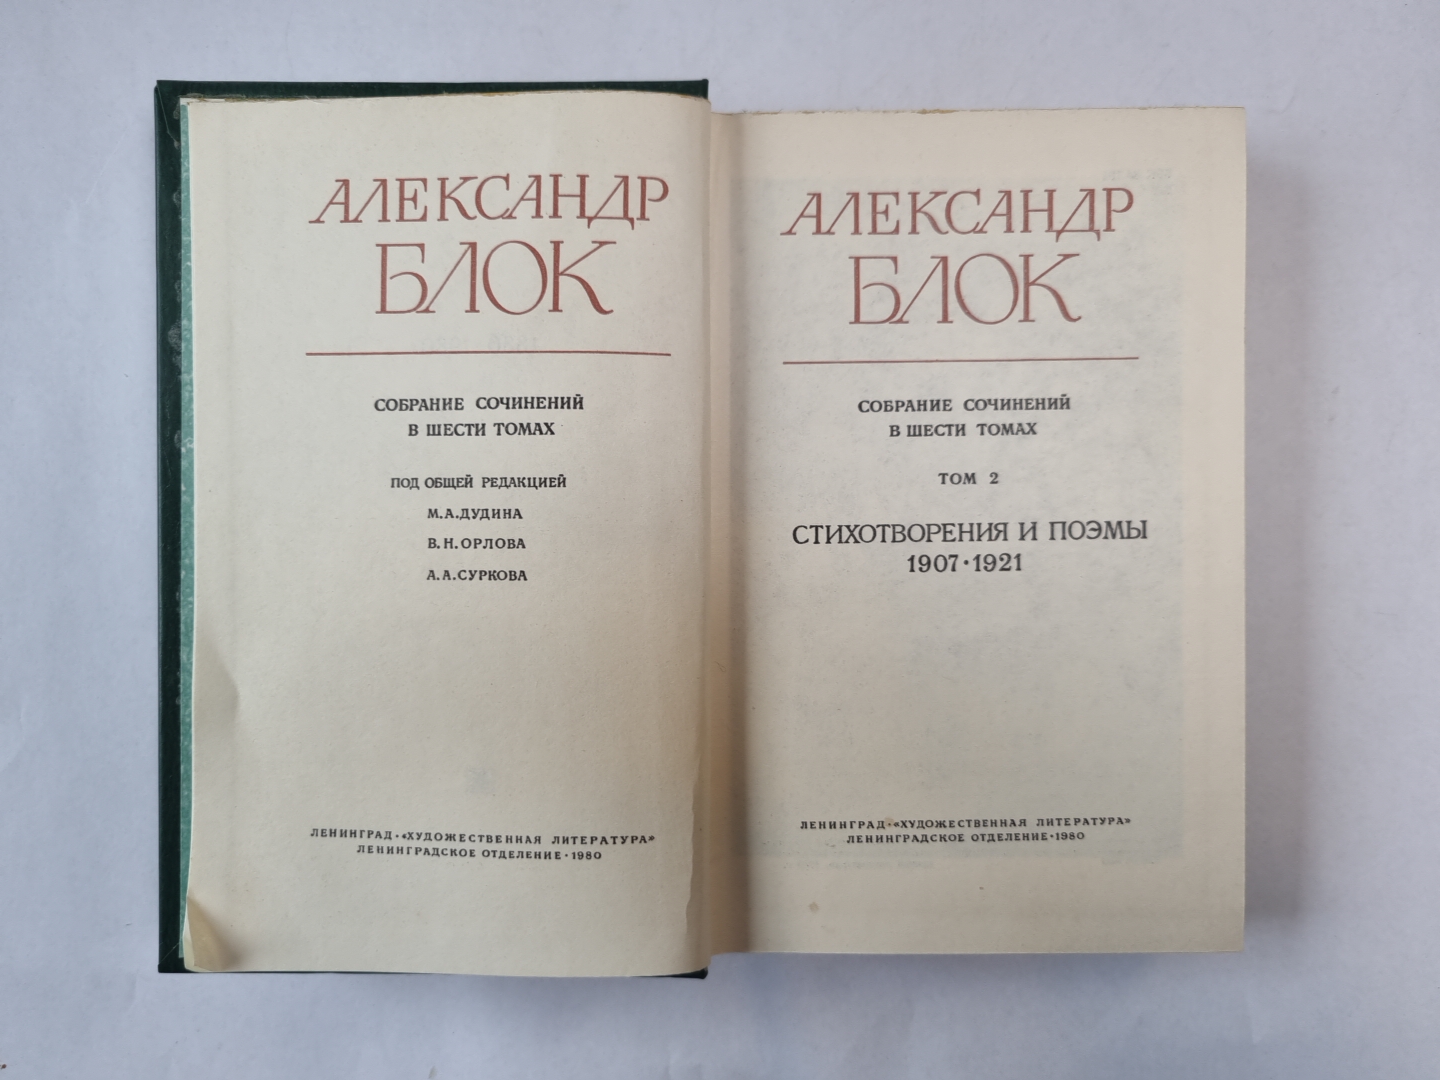 АЛЕКСАНДР
БЛОК
СОБРАНИЕ СОЧИНЕНИЙ
В ШЕСТИ ТОМАХ
ПОД ОБЩЕЙ РЕДАКЦИЕЙ
М.А.ДУДИНА
В.Н.ОРЛОВА
А.А.СУРКОВА
ЛЕНИНГРАД·«ХУДОЖЕСТВЕННАЯ ЛИТЕРАТУРА»
ЛЕНИНГРАДСКОЕ ОТДЕЛЕНИЕ·1980
АЛЕКСАНДР
БЛОК
СОБРАНИЕ СОЧИНЕНИЙ
В ШЕСТИ ТОМАХ
ТОМ 2
СТИХОТВОРЕНИЯ И ПОЭМЫ
1907·1921
ЛЕНИНГРАД·«ХУДОЖЕСТВЕННАЯ ЛИТЕРАТУРА»
ЛЕНИНГРАДСКОЕ ОТДЕЛЕНИЕ·1980